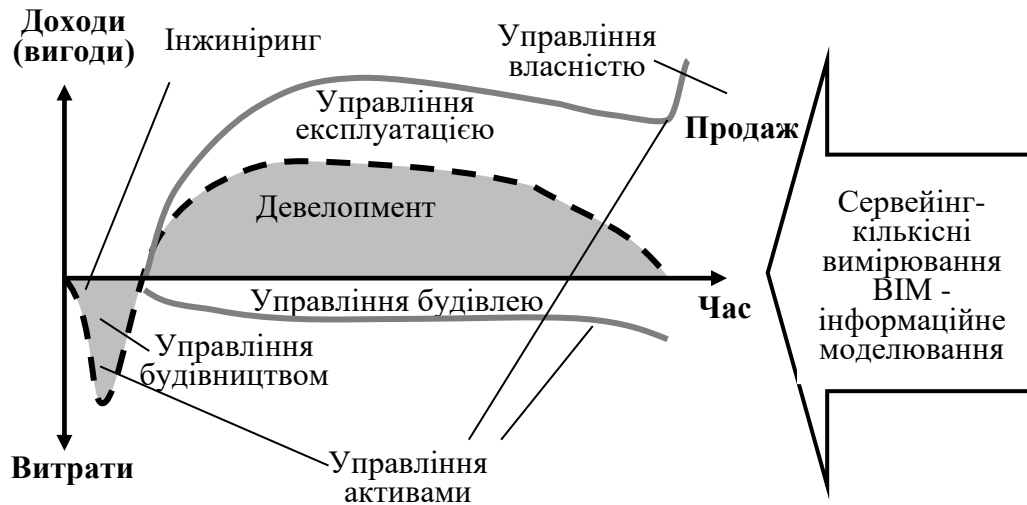 Доходи
(вигоди)
Інжиніринг
Управління
власністю
Управління
експлуатацією
Продаж
Девелопмент
Сервейінг-
кількісні
вимірювання
BIM -
інформаційне
моделювання
Управління будівлею
Час
Управління
будівництвом
Витрати
Управління
активами